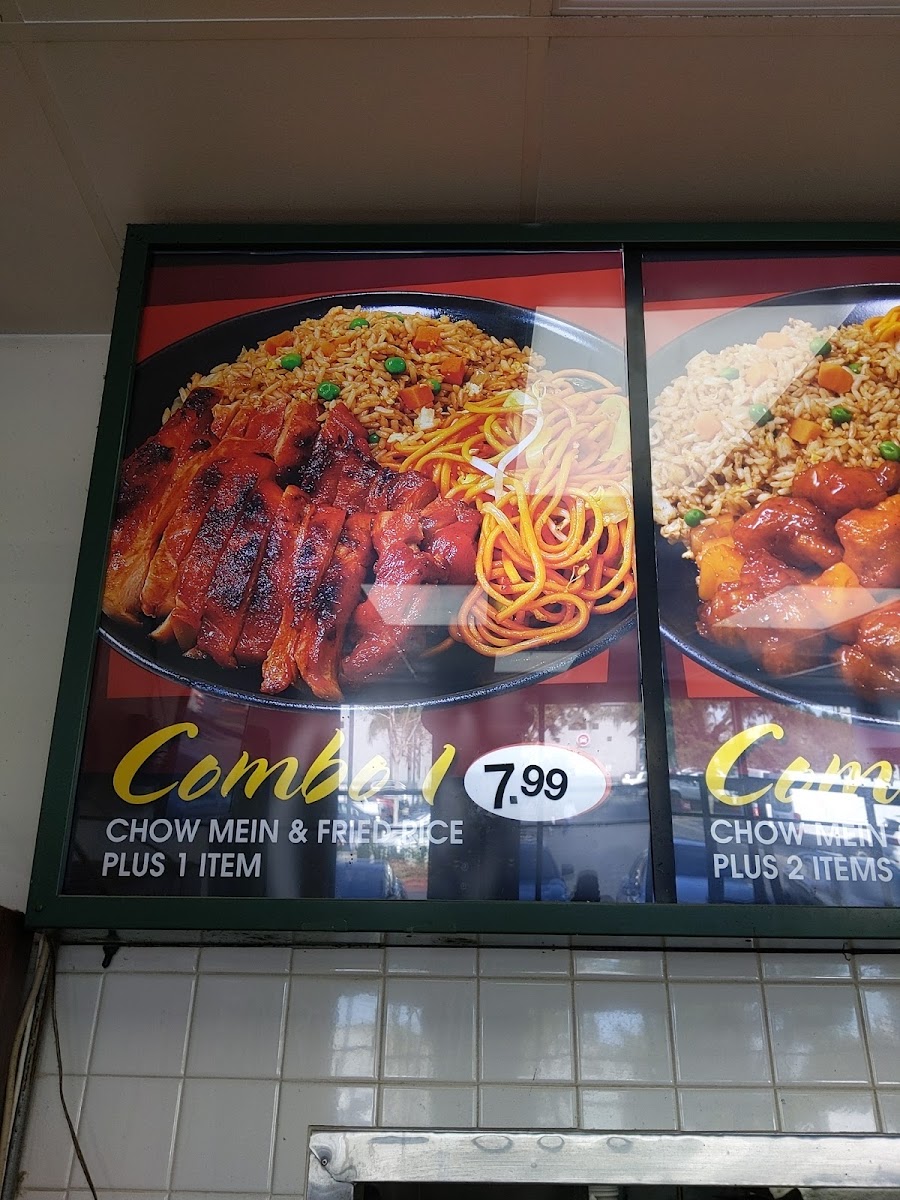 Combo 1 7.99
CHOW MEIN & FRIED RICE
PLUS 1 ITEM
Com
CHOW MEIN
PLUS 2 ITEMS